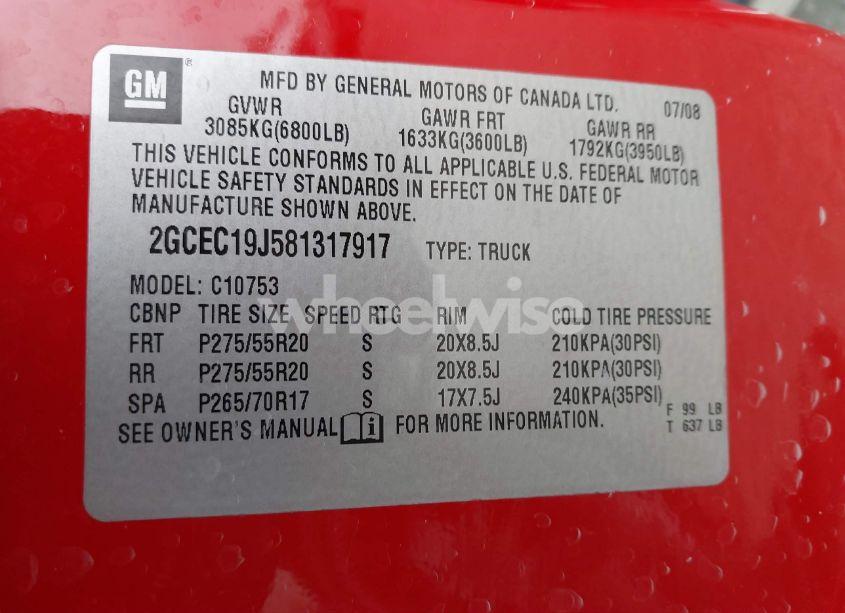 GM ®
MFD BY GENERAL MOTORS OF CANADA LTD. 07/08
GVWR GAWR FRT GAWR RR
3085KG(6800LB) 1633KG(3600LB) 1792KG(3950LB)
THIS VEHICLE CONFORMS TO ALL APPLICABLE U.S. FEDERAL MOTOR
VEHICLE SAFETY STANDARDS IN EFFECT ON THE DATE OF
MANUFACTURE SHOWN ABOVE.
2GCEC19J581317917 TYPE: TRUCK
MODEL: C10753
wheelwise
CBNP TIRE SIZE SPEED RTG RIM COLD TIRE PRESSURE
FRT P275/55R20 S 20X8.5J 210KPA(30PSI)
RR P275/55R20 S 20X8.5J 210KPA(30PSI)
SPA P265/70R17 S 17X7.5J 240KPA(35PSI)
F 99 LB
SEE OWNER'S MANUAL i FOR MORE INFORMATION. T 637 LB